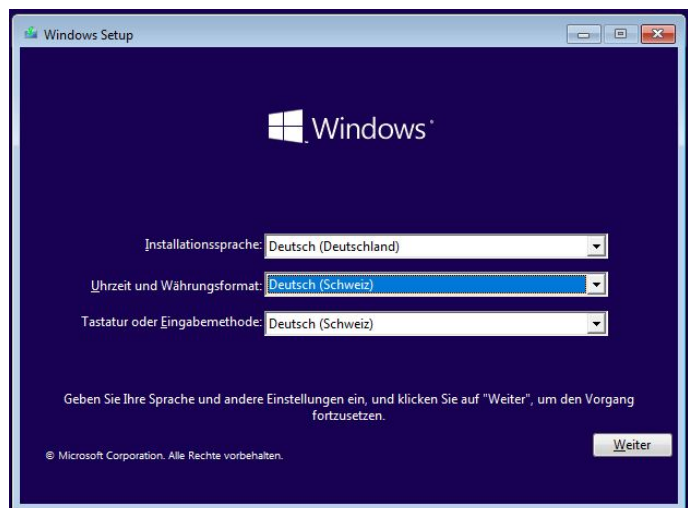 Windows Setup
Windows
Installationssprache: Deutsch (Deutschland)
Uhrzeit und Währungsformat: Deutsch (Schweiz)
Tastatur oder Eingabemethode: Deutsch (Schweiz)
Geben Sie Ihre Sprache und andere Einstellungen ein, und klicken Sie auf "Weiter", um den Vorgang
fortzusetzen.
Weiter
© Microsoft Corporation. Alle Rechte vorbehalten.